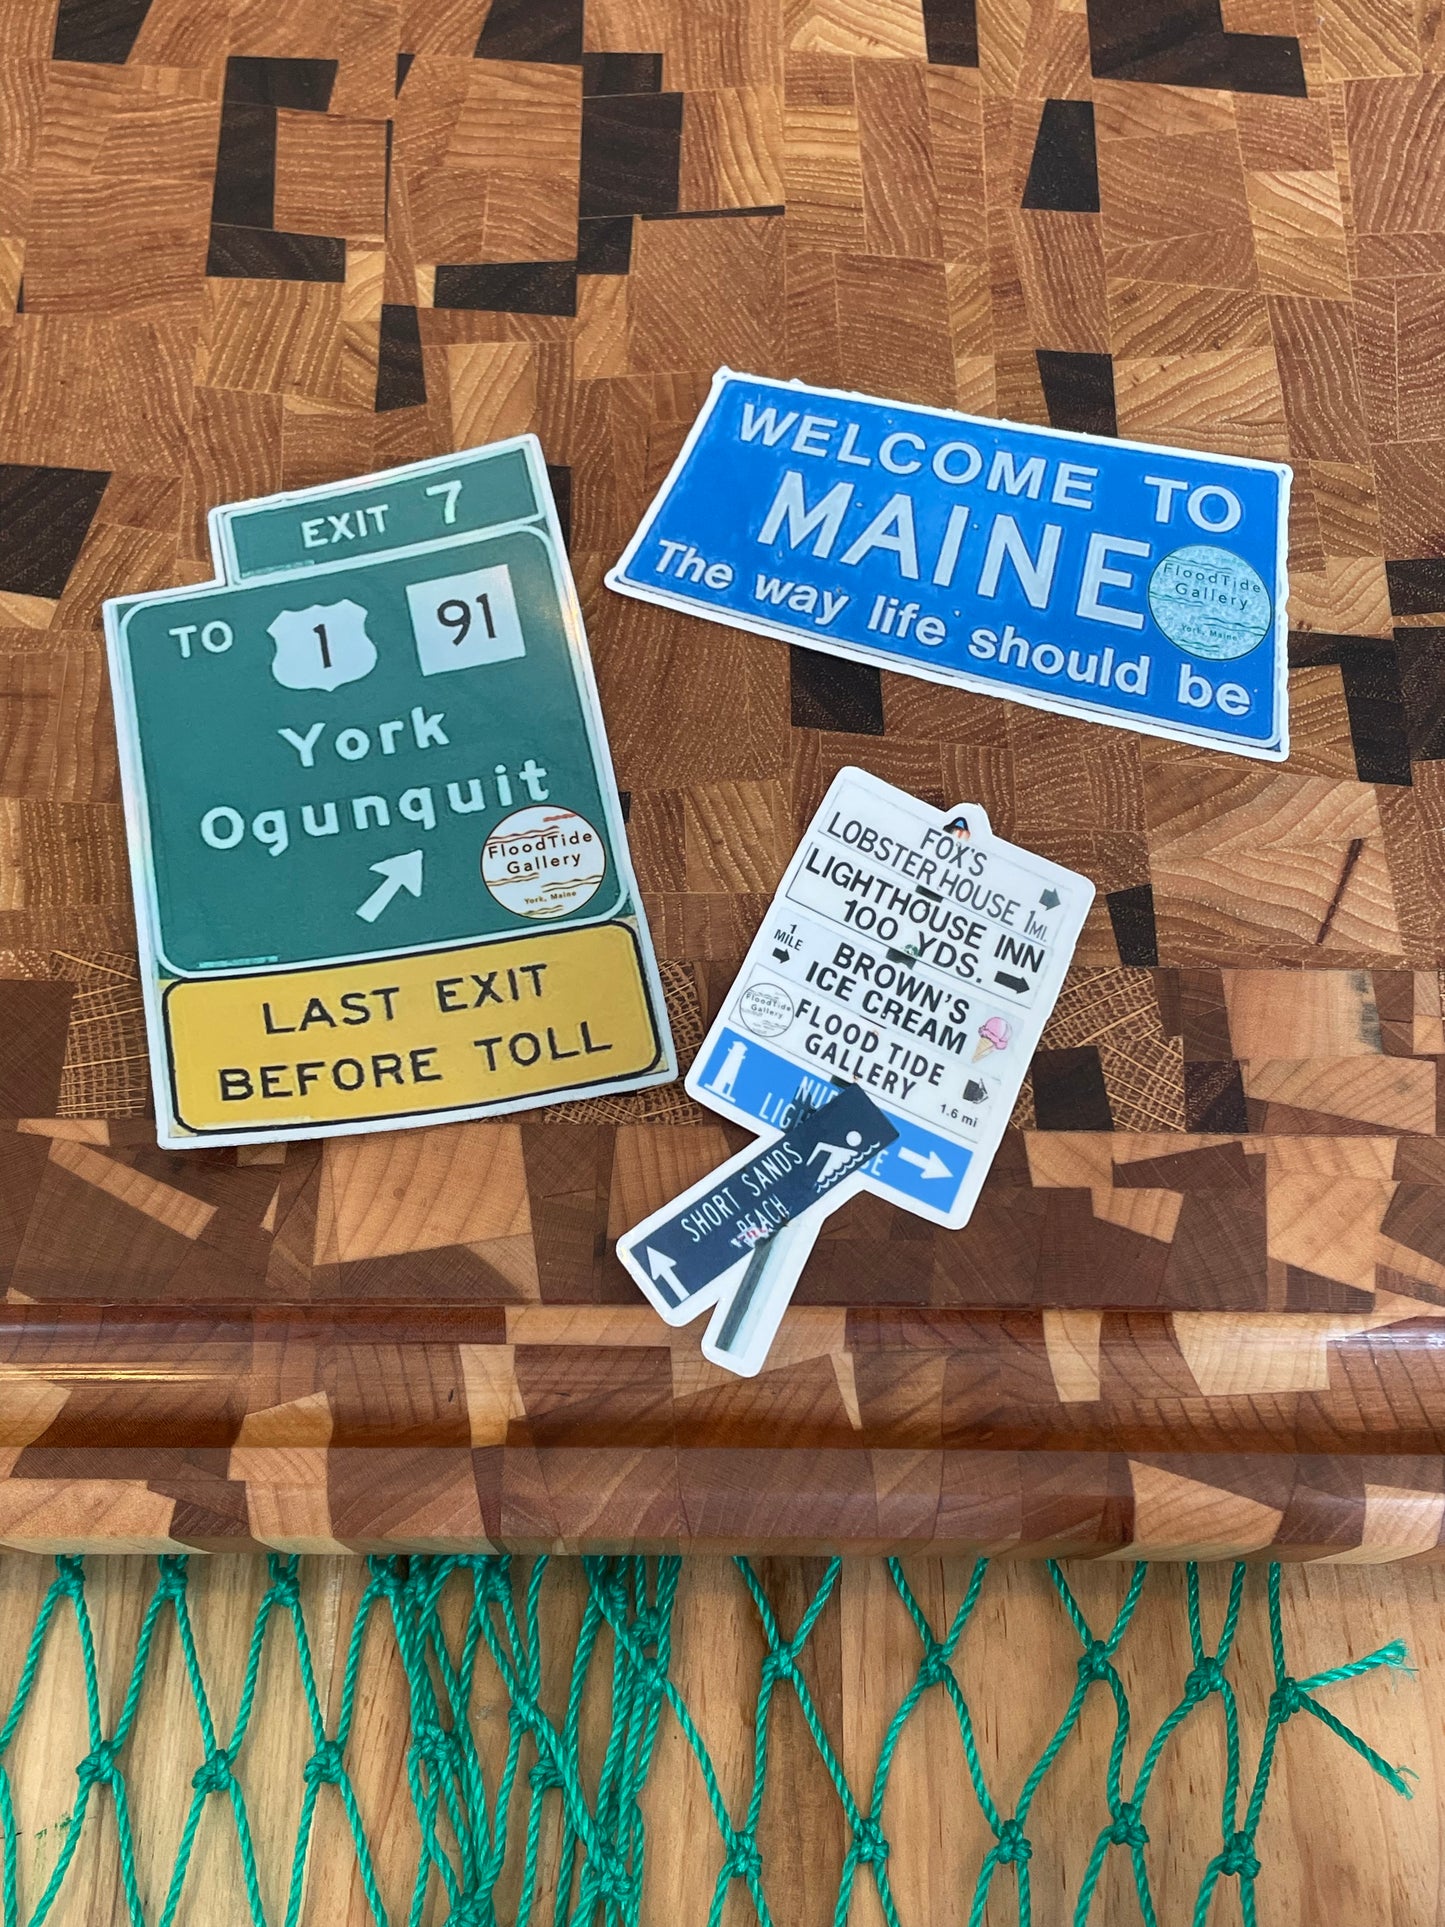 EXIT 7
TO 1 91
York
Ogunquit
FloodTide
Gallery
York, Maine
LAST EXIT
BEFORE TOLL
WELCOME TO
MAINE
The way life should be
FloodTide
Gallery
York, Maine
FOX'S
LOBSTER HOUSE 1MI.
LIGHTHOUSE INN
100 YDS.
1
MILE
BROWN'S
ICE CREAM
FloodTide
Gallery
FLOOD TIDE
GALLERY
1.6 mi
SHORT SANDS
BEACH